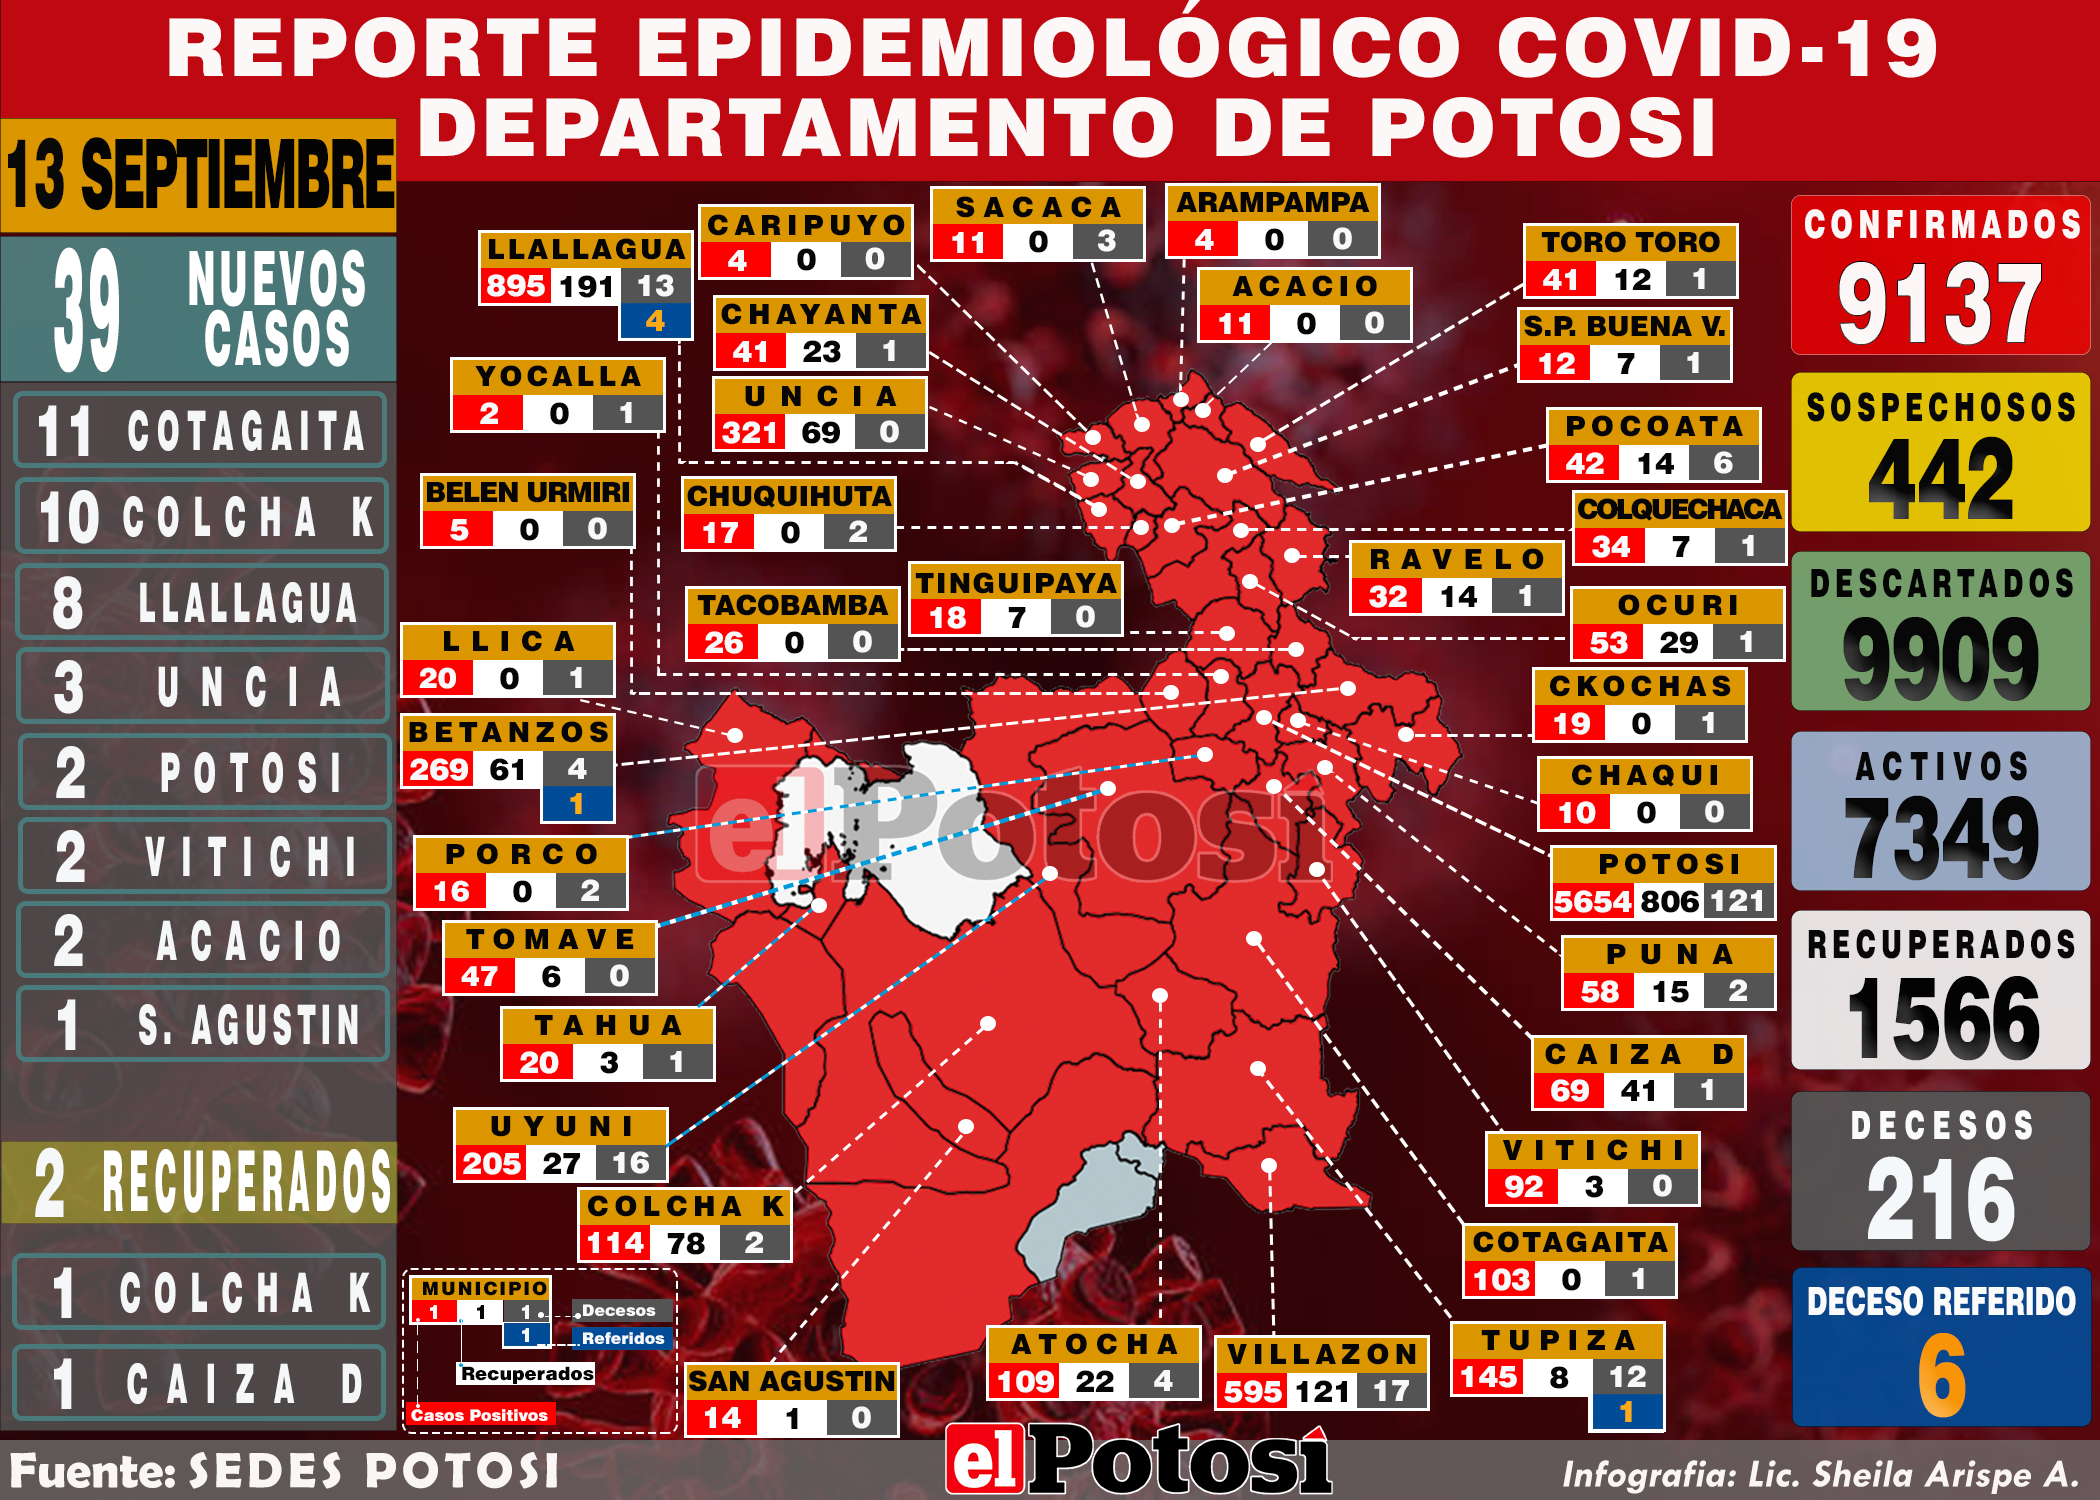 REPORTE EPIDEMIOLÓGICO COVID-19
DEPARTAMENTO DE POTOSI
13 SEPTIEMBRE
39 NUEVOS
CASOS
11 COTAGAITA
10 COLCHA K
8 LLALLAGUA
3 UNCIA
2 POTOSI
2 VITICHI
2 ACACIO
1 S. AGUSTIN
2 RECUPERADOS
1 COLCHA K
1 CAIZA D
LLALLAGUA
895 191 13
4
CARIPUYO
4 0 0
SACACA
11 0 3
ARAMPAMPA
4 0 0
ACACIO
11 0 0
TORO TORO
41 12 1
S.P. BUENA V.
12 7 1
CHAYANTA
41 23 1
YOCALLA
2 0 1
UNCIA
321 69 0
POCOATA
42 14 6
BELEN URMIRI
5 0 0
CHUQUIHUTA
17 0 2
COLQUECHACA
34 7 1
RAVELO
32 14 1
TINGUIPAYA
18 7 0
TACOBAMBA
26 0 0
OCURI
53 29 1
LLICA
20 0 1
CKOCHAS
19 0 1
BETANZOS
269 61 4
1
CHAQUI
10 0 0
PORCO
16 0 2
POTOSI
5654 806 121
TOMAVE
47 6 0
PUNA
58 15 2
TAHUA
20 3 1
CAIZA D
69 41 1
UYUNI
205 27 16
VITICHI
92 3 0
COLCHA K
114 78 2
COTAGAITA
103 0 1
SAN AGUSTIN
14 1 0
ATOCHA
109 22 4
VILLAZON
595 121 17
TUPIZA
145 8 12
1
el Potosí
MUNICIPIO
1 1 1 Decesos
1 Referidos
Recuperados
Casos Positivos
CONFIRMADOS
9137
SOSPECHOSOS
442
DESCARTADOS
9909
ACTIVOS
7349
RECUPERADOS
1566
DECESOS
216
DECESO REFERIDO
6
Fuente: SEDES POTOSI
el Potosí
Infografia: Lic. Sheila Arispe A.